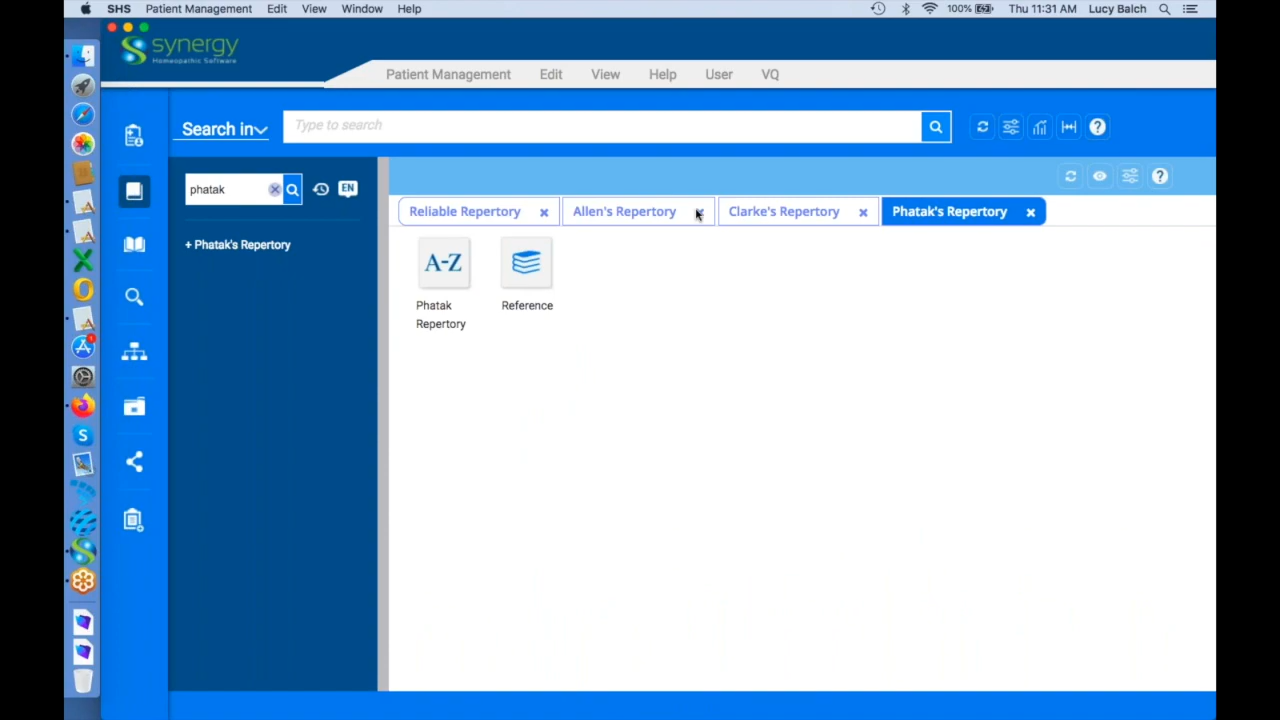 SHS Patient Management Edit View Window Help 100% Thu 11:31 AM Lucy Balch
synergy
Homeopathic Software
Patient Management Edit View Help User VQ
Search in Type to search
phatak EN
Reliable Repertory Allen's Repertory Clarke's Repertory Phatak's Repertory
+ Phatak's Repertory
A-Z
Phatak Reference
Repertory